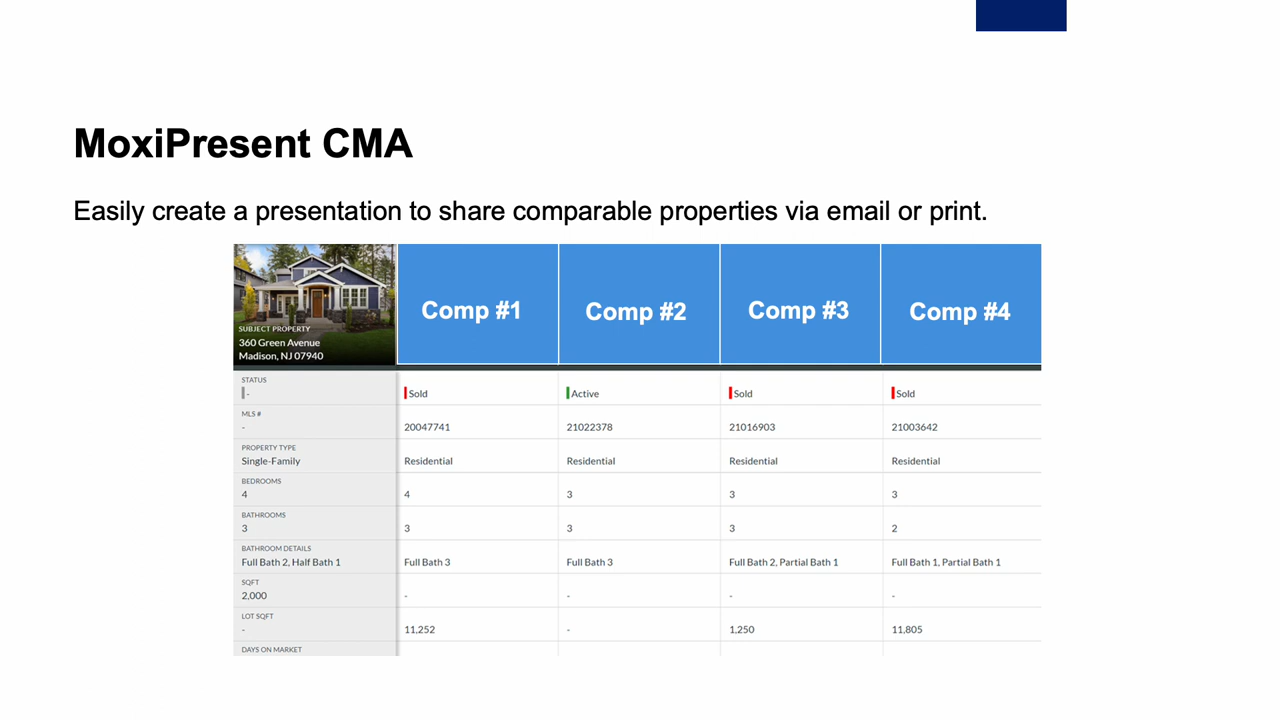 MoxiPresent CMA
Easily create a presentation to share comparable properties via email or print.
SUBJECT PROPERTY
360 Green Avenue
Madison, NJ 07940
Comp #1 Comp #2 Comp #3 Comp #4
STATUS
- Sold Active Sold Sold
MLS #
- 20047741 21022378 21016903 21003642
PROPERTY TYPE
Single-Family Residential Residential Residential Residential
BEDROOMS
4 4 3 3 3
BATHROOMS
3 3 3 3 2
BATHROOM DETAILS
Full Bath 2, Half Bath 1 Full Bath 3 Full Bath 3 Full Bath 2, Partial Bath 1 Full Bath 1, Partial Bath 1
SQFT
2,000 - - - -
LOT SQFT
- 11,252 - 1,250 11,805
DAYS ON MARKET